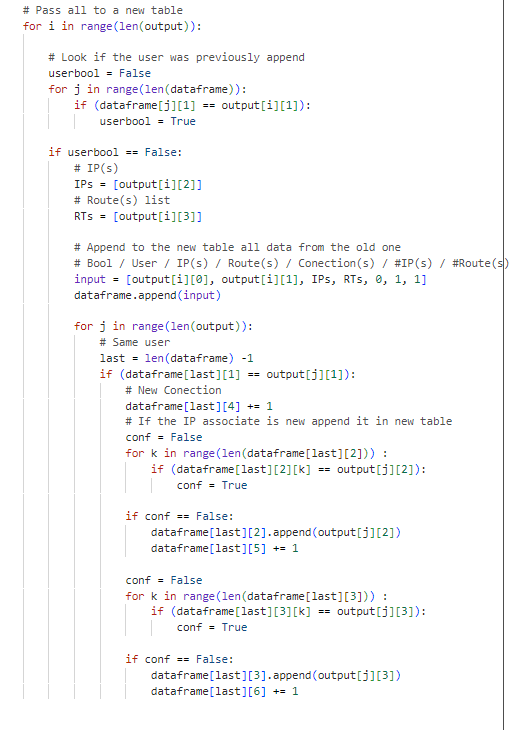 # Pass all to a new table
for i in range(len(output)):
# Look if the user was previously append
userbool = False
for j in range(len(dataframe)):
if (dataframe[j][1] == output[i][1]):
userbool = True
if userbool == False:
# IP(s)
IPs = [output[i][2]]
# Route(s) list
RTs = [output[i][3]]
# Append to the new table all data from the old one
# Bool / User / IP(s) / Route(s) / Conection(s) / #IP(s) / #Route(s)
input = [output[i][0], output[i][1], IPs, RTs, 0, 1, 1]
dataframe.append(input)
for j in range(len(output)):
# Same user
last = len(dataframe) -1
if (dataframe[last][1] == output[j][1]):
# New Conection
dataframe[last][4] += 1
# If the IP associate is new append it in new table
conf = False
for k in range(len(dataframe[last][2])) :
if (dataframe[last][2][k] == output[j][2]):
conf = True
if conf == False:
dataframe[last][2].append(output[j][2])
dataframe[last][5] += 1
conf = False
for k in range(len(dataframe[last][3])) :
if (dataframe[last][3][k] == output[j][3]):
conf = True
if conf == False:
dataframe[last][3].append(output[j][3])
dataframe[last][6] += 1